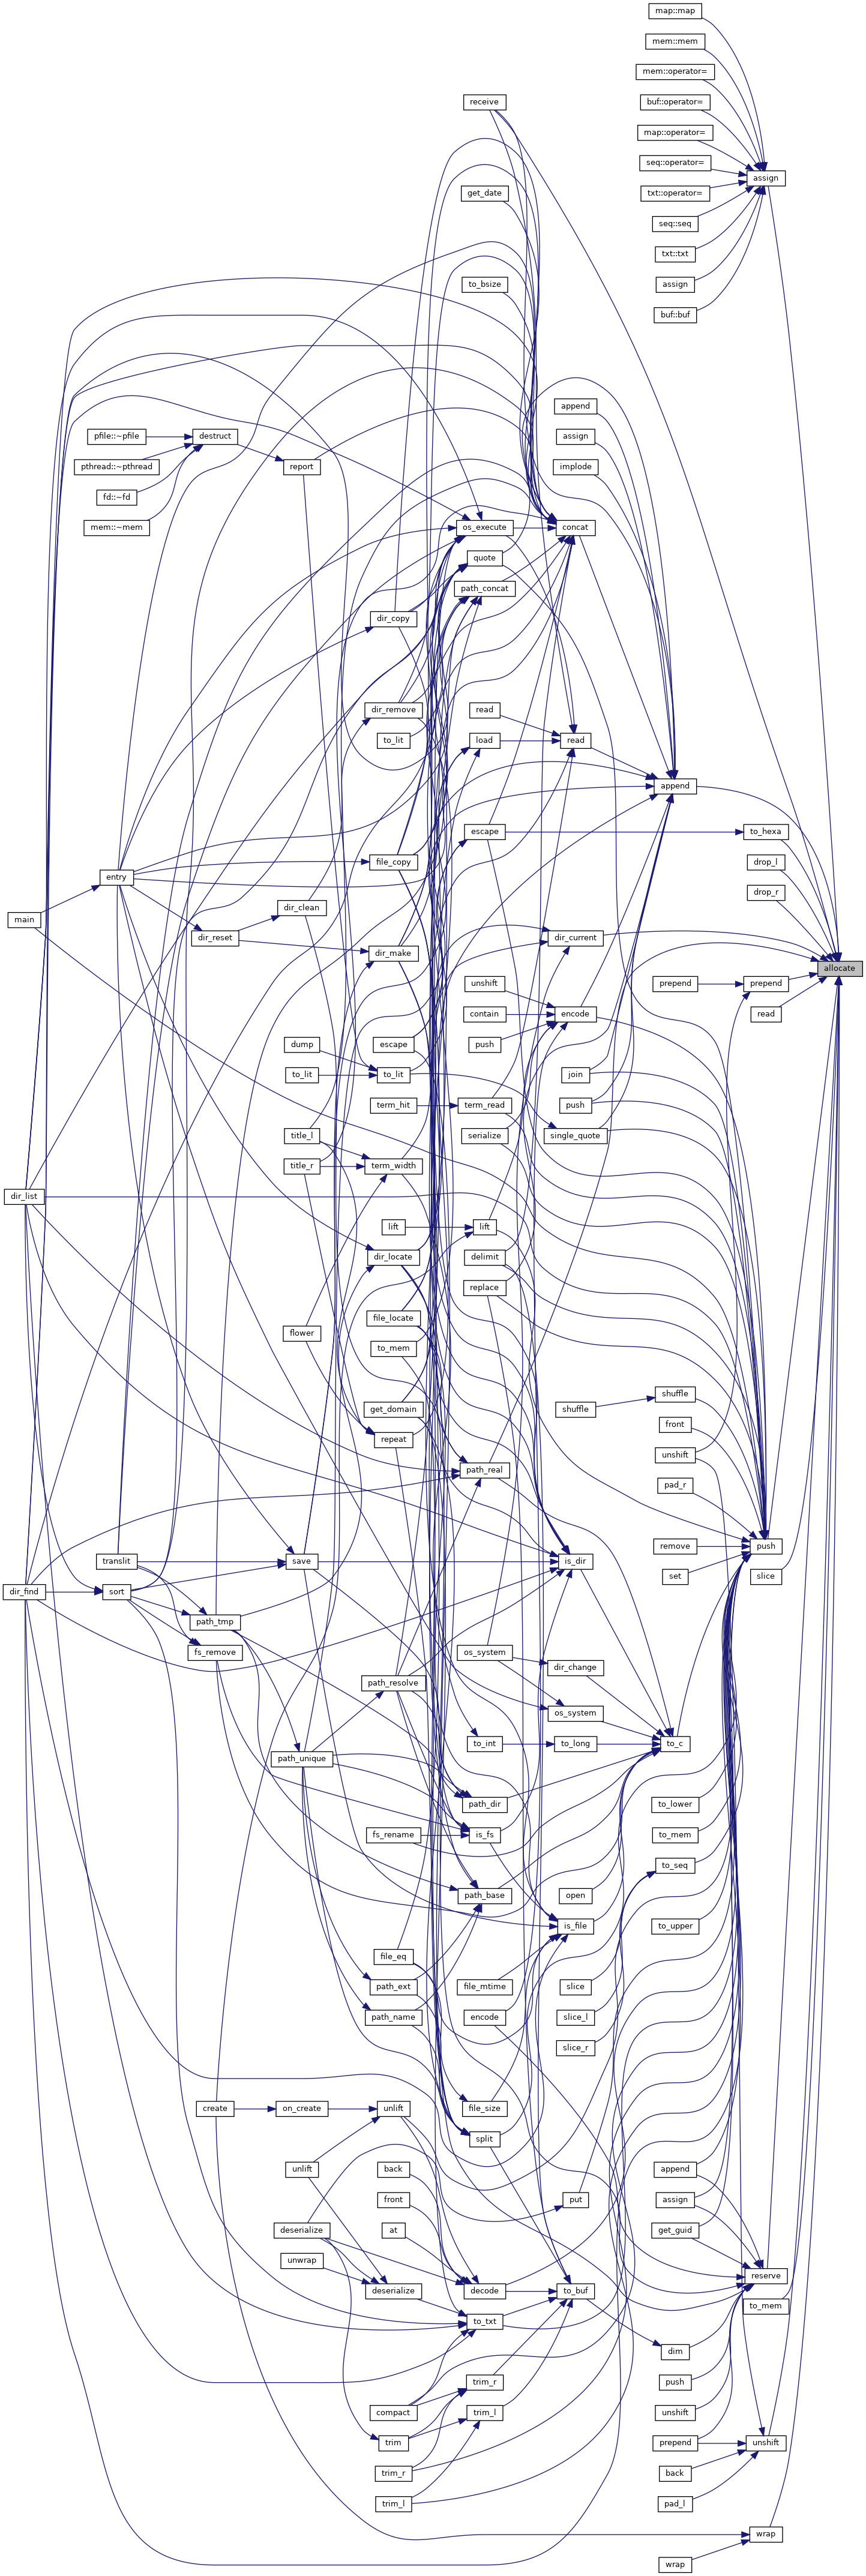 map::map
mem::mem
mem::operator=
buf::operator=
map::operator=
seq::operator=
txt::operator=
seq::seq
txt::txt
assign
buf::buf
assign
receive
get_date
to_bsize
append
assign
implode
pfile::~pfile
pthread::~pthread
fd::~fd
mem::~mem
destruct
report
os_execute
concat
quote
path_concat
dir_copy
dir_remove
to_lit
read
load
read
append
escape
to_hexa
file_copy
drop_l
drop_r
entry
main
dir_clean
dir_reset
dir_make
dir_current
allocate
prepend
prepend
read
unshift
contain
push
encode
dump
to_lit
escape
to_lit
join
push
term_hit
term_read
serialize
single_quote
title_l
title_r
term_width
dir_list
lift
lift
delimit
dir_locate
replace
file_locate
flower
to_mem
shuffle
shuffle
get_domain
front
repeat
unshift
path_real
pad_r
push
remove
set
slice
translit
save
is_dir
dir_find
sort
path_tmp
fs_remove
os_system
dir_change
path_resolve
os_system
to_int
to_long
to_c
path_unique
path_dir
to_lower
fs_rename
is_fs
to_mem
to_seq
path_base
open
is_file
to_upper
file_eq
path_ext
file_mtime
slice
path_name
encode
slice_l
slice_r
create
on_create
unlift
file_size
split
unlift
back
append
front
put
assign
deserialize
at
get_guid
unwrap
deserialize
decode
to_buf
reserve
to_txt
to_mem
dim
compact
trim_r
push
trim_l
unshift
trim
prepend
unshift
trim_r
back
trim_l
pad_l
wrap
wrap